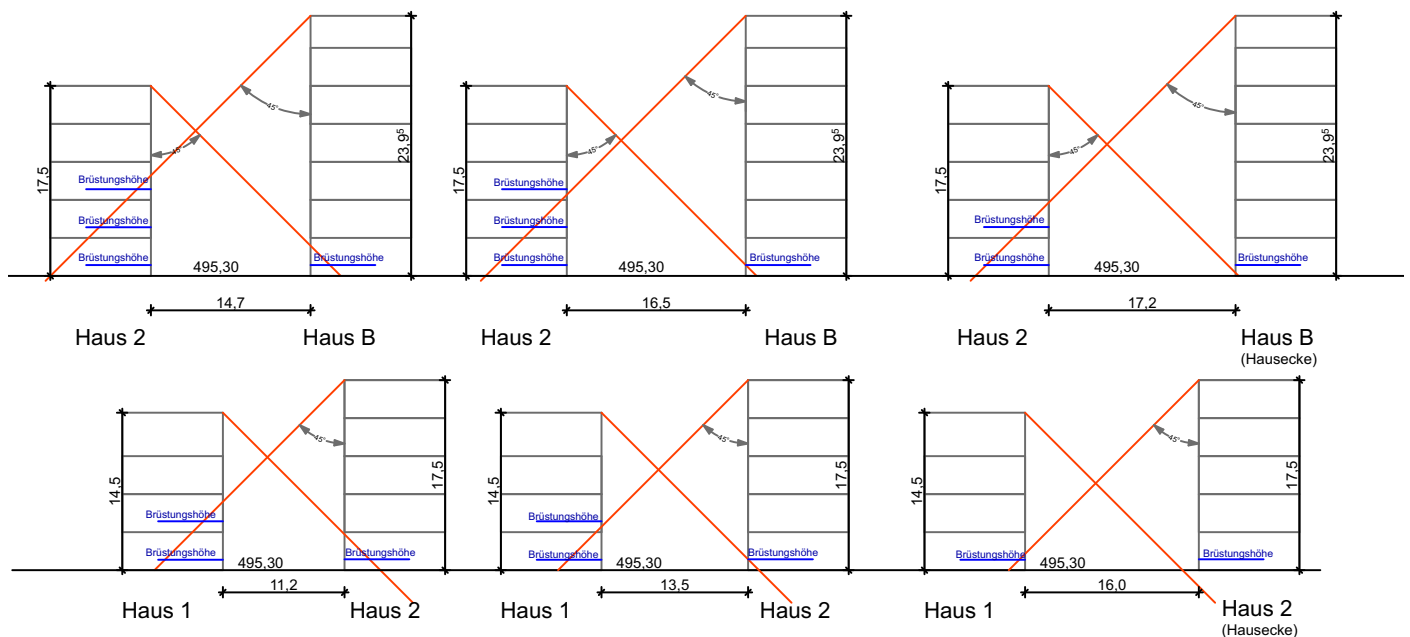 45°
45°
17,5
23,9⁵
Brüstungshöhe
Brüstungshöhe
Brüstungshöhe
Brüstungshöhe
495,30
14,7
Haus 2
Haus B
45°
45°
17,5
23,9⁵
Brüstungshöhe
Brüstungshöhe
Brüstungshöhe
Brüstungshöhe
495,30
16,5
Haus 2
Haus B
45°
45°
17,5
23,9⁵
Brüstungshöhe
Brüstungshöhe
Brüstungshöhe
495,30
17,2
Haus 2
Haus B
(Hausecke)
45°
14,5
17,5
Brüstungshöhe
Brüstungshöhe
Brüstungshöhe
495,30
11,2
Haus 1
Haus 2
45°
14,5
17,5
Brüstungshöhe
Brüstungshöhe
Brüstungshöhe
495,30
13,5
Haus 1
Haus 2
45°
14,5
17,5
Brüstungshöhe
Brüstungshöhe
495,30
16,0
Haus 1
Haus 2
(Hausecke)